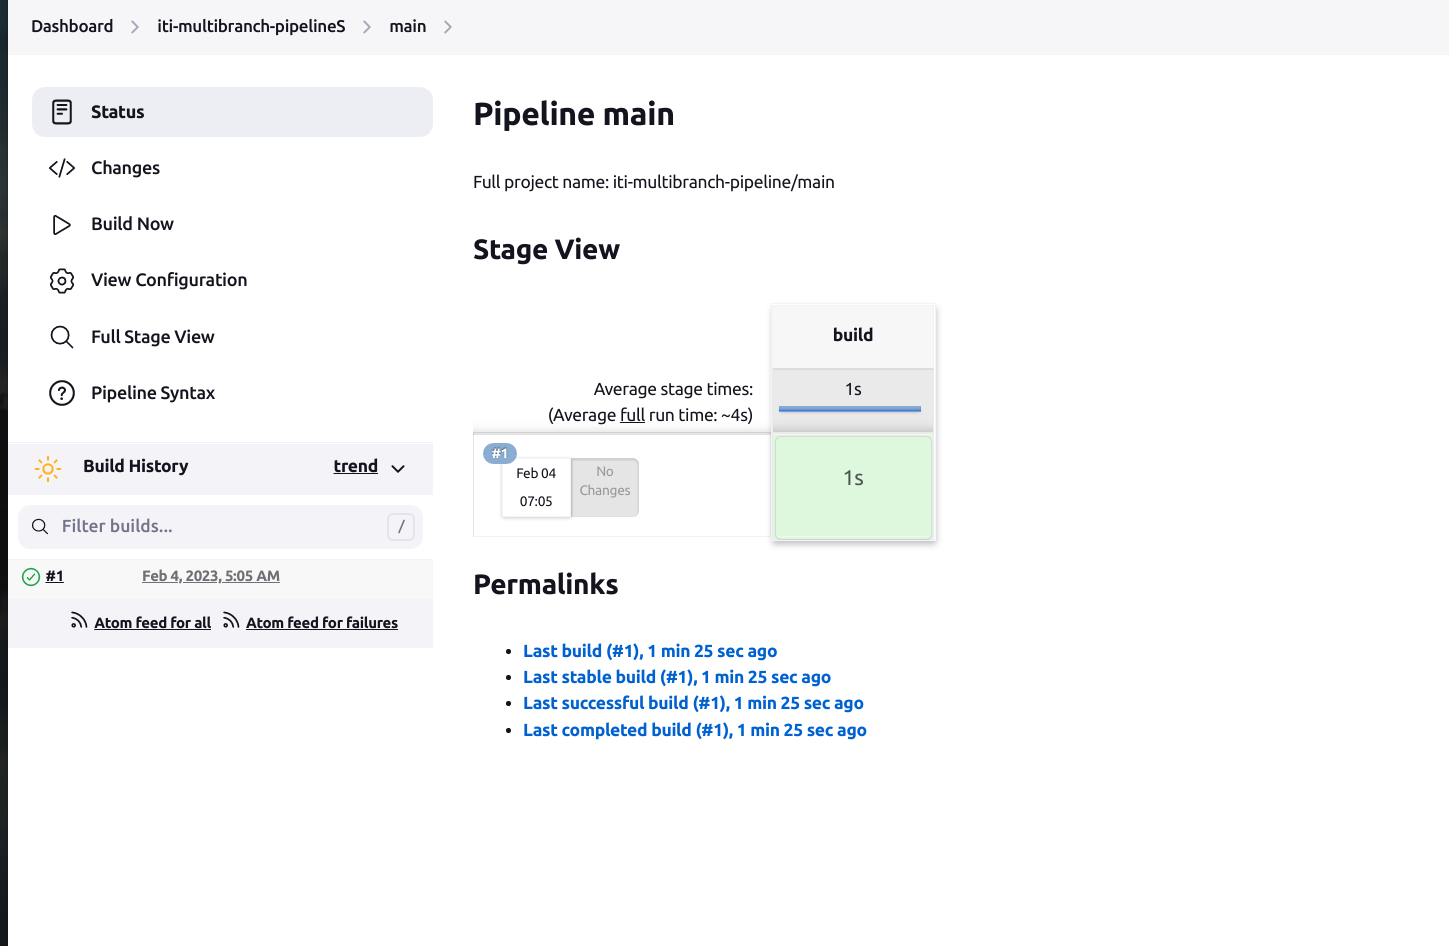 Dashboard > iti-multibranch-pipelineS > main >
Status
Changes
Build Now
View Configuration
Full Stage View
Pipeline Syntax
Build History trend
Filter builds... /
#1 Feb 4, 2023, 5:05 AM
Atom feed for all Atom feed for failures
Pipeline main
Full project name: iti-multibranch-pipeline/main
Stage View
build
Average stage times: 1s
(Average full run time: ~4s)
#1
Feb 04
07:05
No
Changes
1s
Permalinks
• Last build (#1), 1 min 25 sec ago
• Last stable build (#1), 1 min 25 sec ago
• Last successful build (#1), 1 min 25 sec ago
• Last completed build (#1), 1 min 25 sec ago